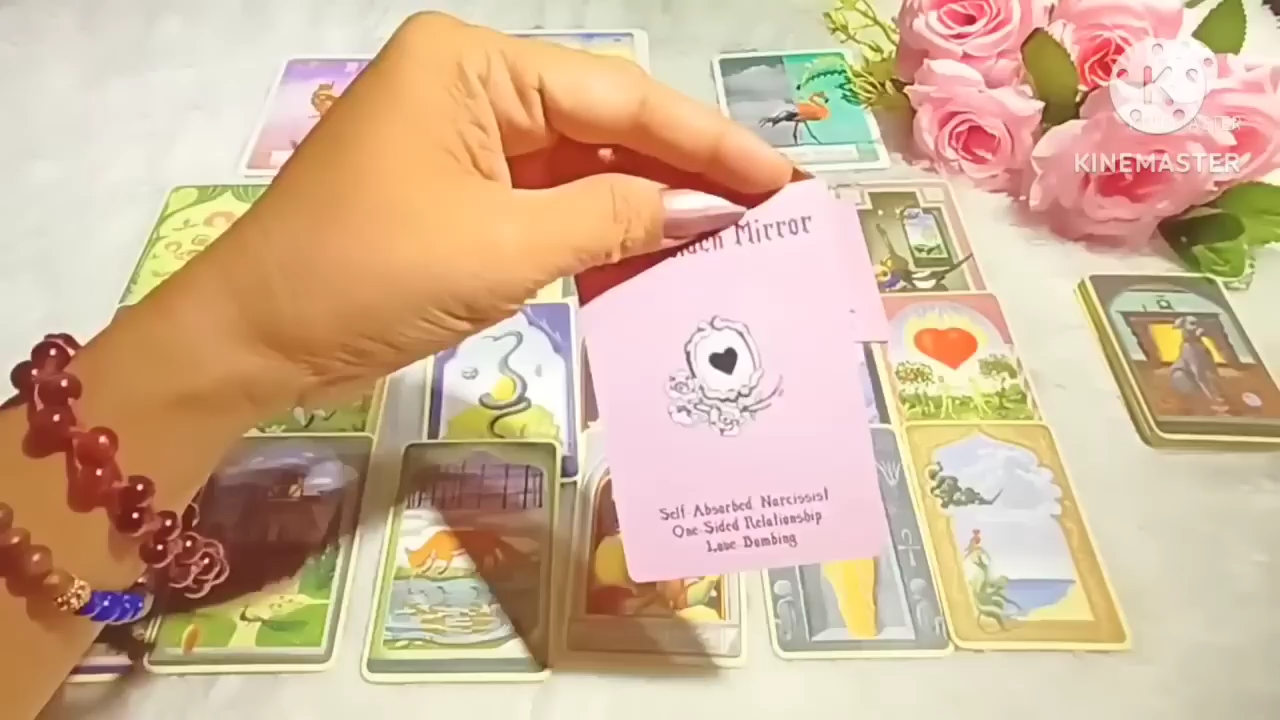 KINEMASTER
Mirror
Self-Absorbed Narcissist
One-Sided Relationship
Love Bombing